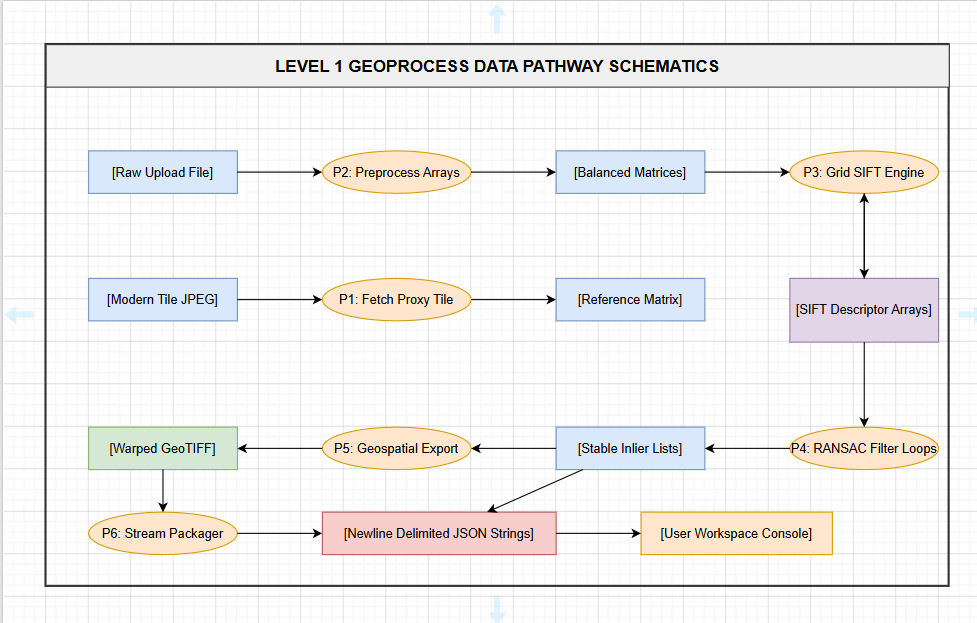 LEVEL 1 GEOPROCESS DATA PATHWAY SCHEMATICS
[Raw Upload File]
P2: Preprocess Arrays
[Balanced Matrices]
P3: Grid SIFT Engine
[Modern Tile JPEG]
P1: Fetch Proxy Tile
[Reference Matrix]
[SIFT Descriptor Arrays]
[Warped GeoTIFF]
P5: Geospatial Export
[Stable Inlier Lists]
P4: RANSAC Filter Loops
P6: Stream Packager
[Newline Delimited JSON Strings]
[User Workspace Console]